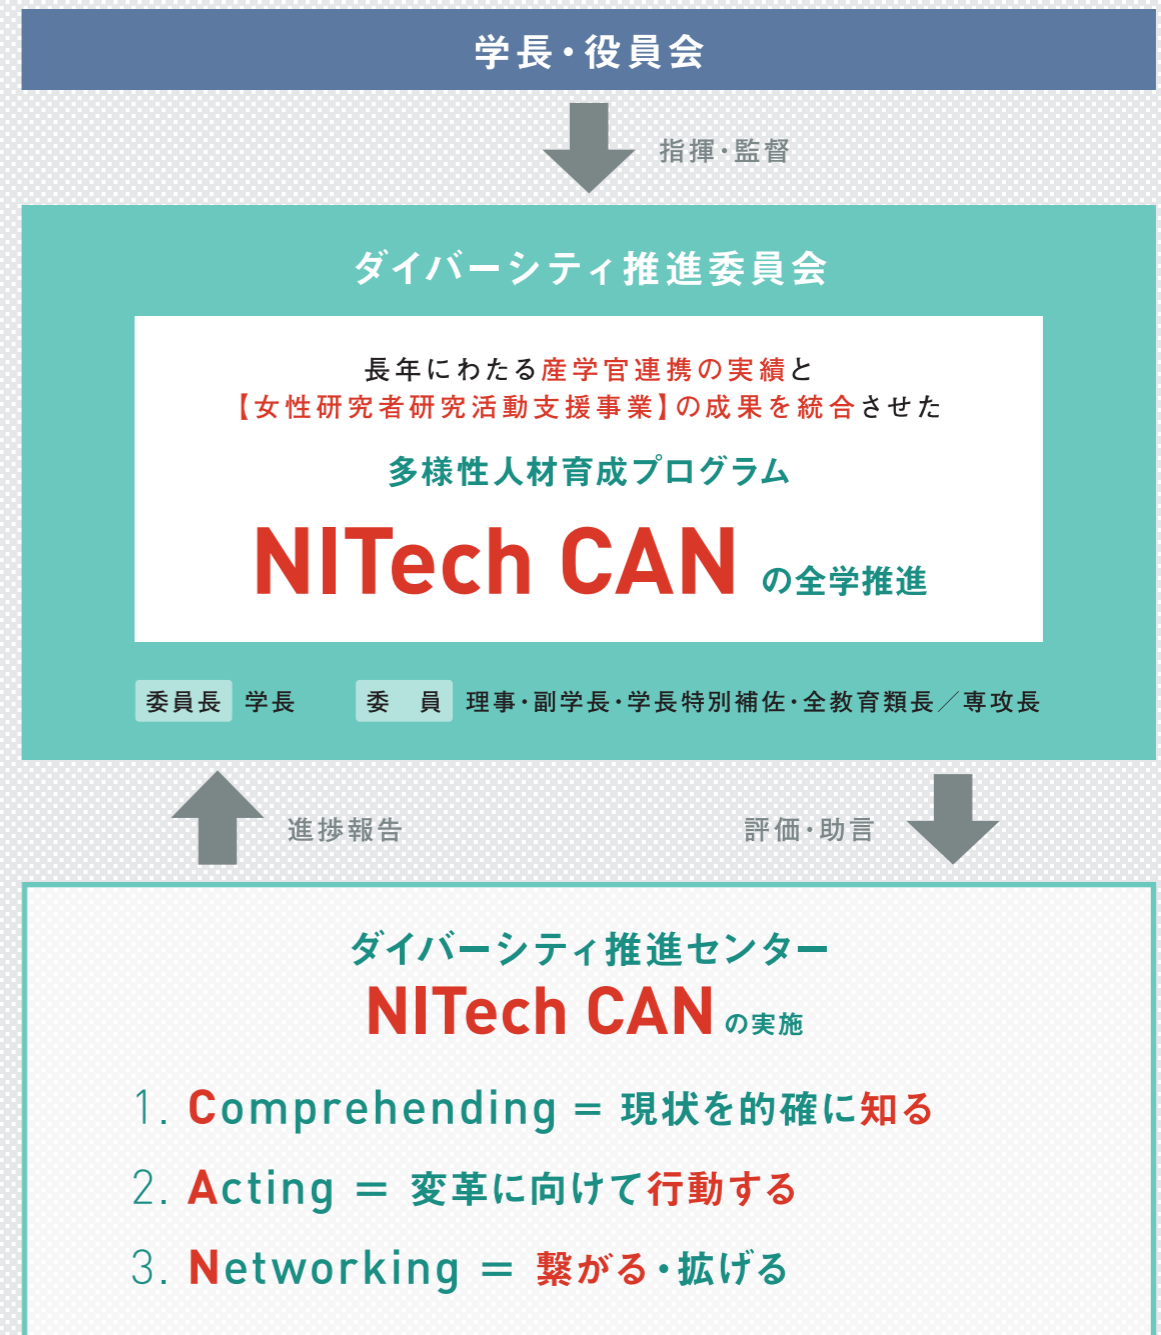 学長・役員会
指揮・監督
ダイバーシティ推進委員会
長年にわたる産学官連携の実績と
【女性研究者研究活動支援事業】の成果を統合させた
多様性人材育成プログラム
NITech CAN の全学推進
委員長 学長 委　員 理事・副学長・学長特別補佐・全教育類長／専攻長
進捗報告 評価・助言
ダイバーシティ推進センター
NITech CAN の実施
1. Comprehending = 現状を的確に知る
2. Acting = 変革に向けて行動する
3. Networking = 繋がる・拡げる